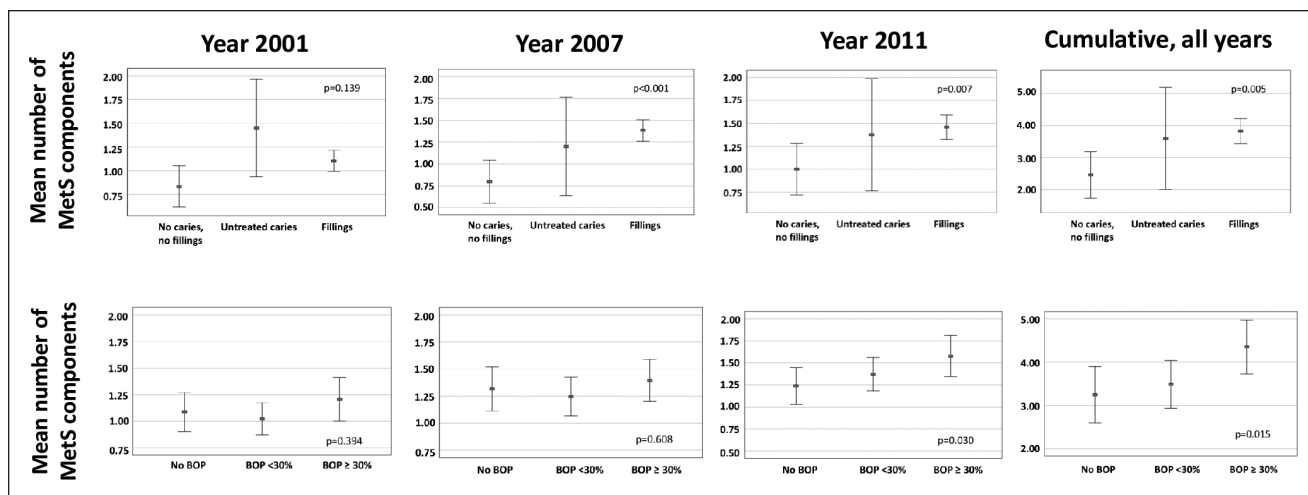 Year 2001
Year 2007
Year 2011
Cumulative, all years
Mean number of
MetS components
2.00
1.75
1.50
1.25
1.00
0.75
p=0.139
No caries,
no fillings
Untreated caries
Fillings
2.00
1.75
1.50
1.25
1.00
0.75
0.50
p<0.001
No caries,
no fillings
Untreated caries
Fillings
2.00
1.75
1.50
1.25
1.00
0.75
p=0.007
No caries,
no fillings
Untreated caries
Fillings
5.00
4.00
3.00
2.00
p=0.005
No caries,
no fillings
Untreated caries
Fillings
Mean number of
MetS components
2.00
1.75
1.50
1.25
1.00
0.75
p=0.394
No BOP
BOP <30%
BOP ≥ 30%
2.00
1.75
1.50
1.25
1.00
0.75
p=0.608
No BOP
BOP <30%
BOP ≥ 30%
2.00
1.75
1.50
1.25
1.00
0.75
p=0.030
No BOP
BOP <30%
BOP ≥ 30%
5.00
4.00
3.00
2.00
p=0.015
No BOP
BOP <30%
BOP ≥ 30%